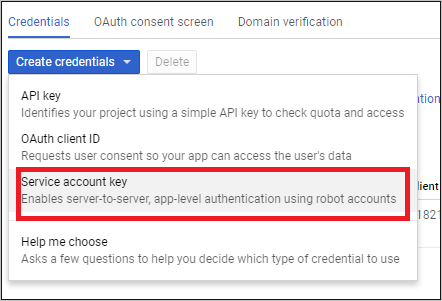 Credentials OAuth consent screen Domain verification
Create credentials Delete
API key
Identifies your project using a simple API key to check quota and access
OAuth client ID
Requests user consent so your app can access the user's data
Service account key
Enables server-to-server, app-level authentication using robot accounts
Help me choose
Asks a few questions to help you decide which type of credential to use